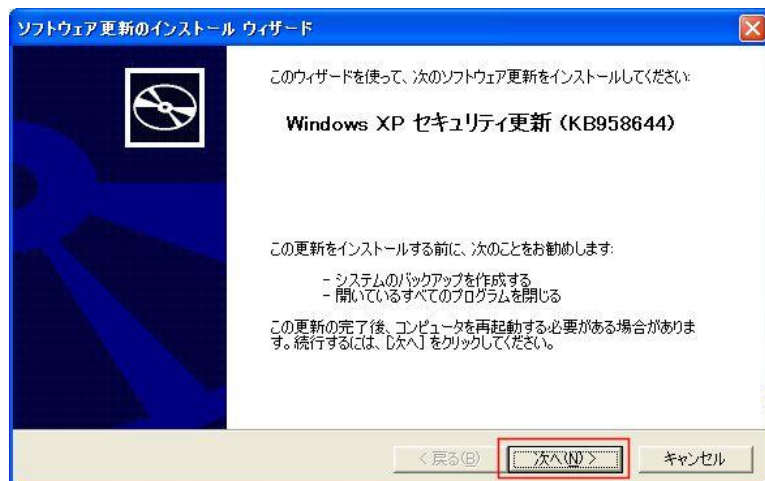 ソフトウェア更新のインストール ウィザード
このウィザードを使って、次のソフトウェア更新をインストールしてください:
Windows XP セキュリティ更新 (KB958644)
この更新をインストールする前に、次のことをお勧めします:
- システムのバックアップを作成する
- 開いているすべてのプログラムを閉じる
この更新の完了後、コンピュータを再起動する必要がある場合がありま
す。続行するには、[次へ] をクリックしてください。
< 戻る(B)
次へ(N) >
キャンセル